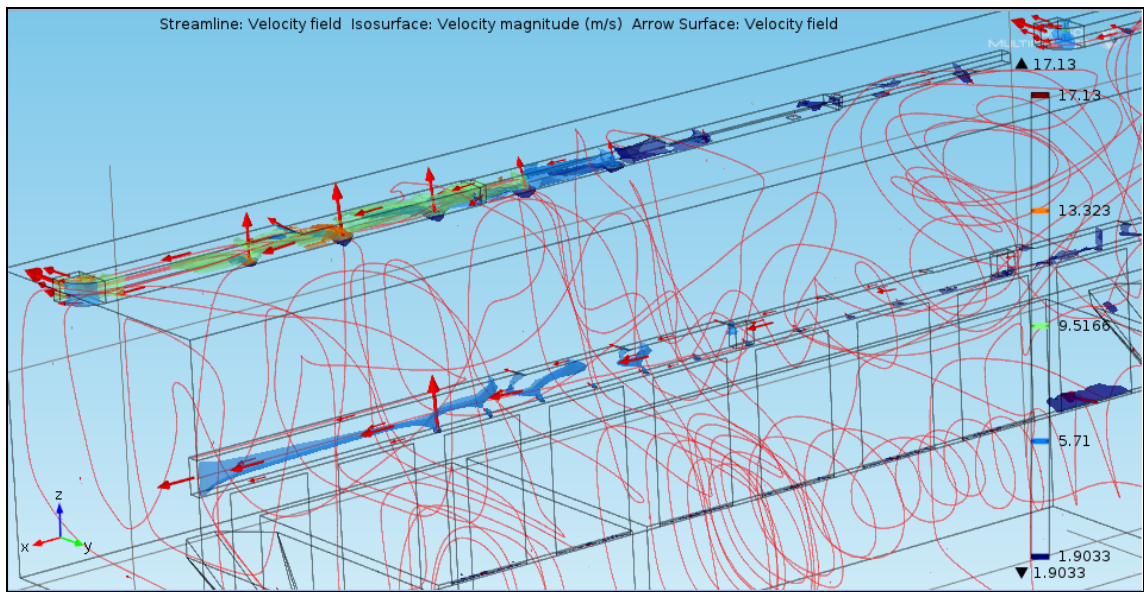 Streamline: Velocity field Isosurface: Velocity magnitude (m/s) Arrow Surface: Velocity field
▲ 17.13
17.13
13.323
9.5166
5.71
1.9033
▼ 1.9033
z
x
y